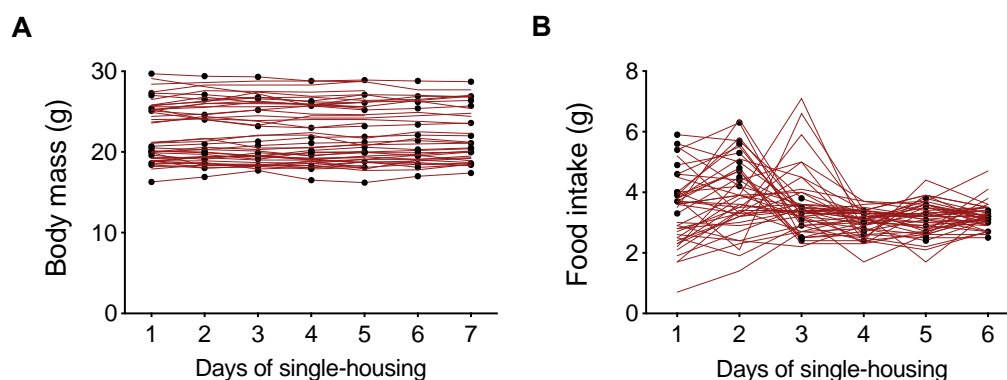 A
Body mass (g)
30
20
10
0
1 2 3 4 5 6 7
Days of single-housing
B
Food intake (g)
8
6
4
2
0
1 2 3 4 5 6
Days of single-housing